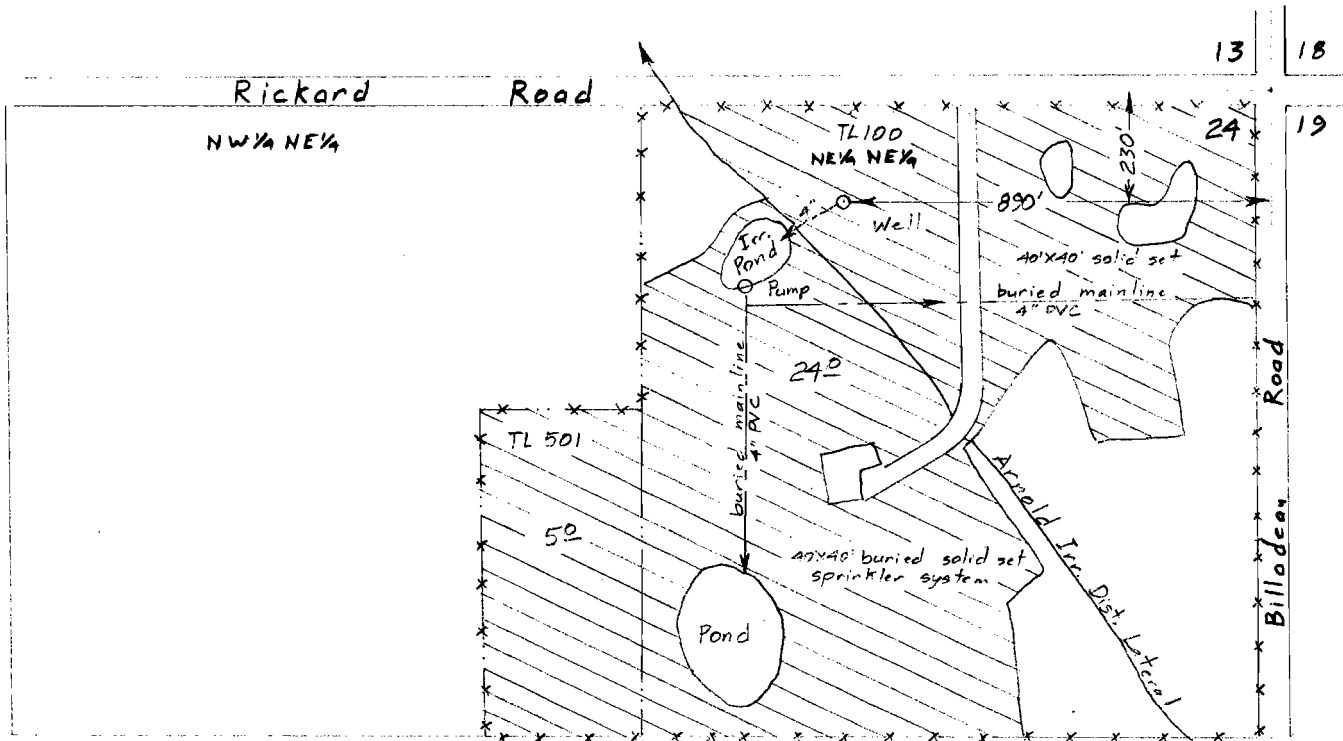 13 18
Rickard Road
24 19
NW¼ NE¼
TL100
NE¼ NE¼
230'
890'
Well
4"
Irr.
Pond
Pump
40'X40' solid set
buried mainline
4" PVC
24.0
buried mainline
4" PVC
TL 501
5.0
40'X40' buried solid set
sprinkler system
Pond
Arnold Irr. Dist. Lateral
Billodeau Road